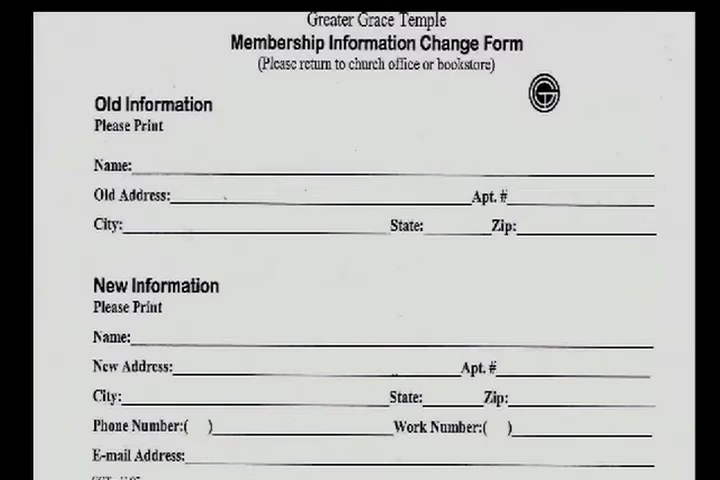 Greater Grace Temple
Membership Information Change Form
(Please return to church office or bookstore)
Old Information
Please Print
Name:
Old Address: Apt. #
City: State: Zip:
New Information
Please Print
Name:
New Address: Apt. #
City: State: Zip:
Phone Number:( ) Work Number:( )
E-mail Address: